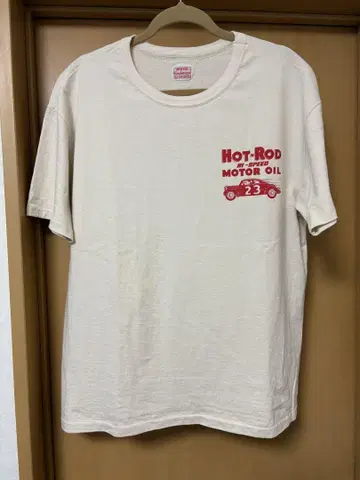 HOT-ROD
HI-SPEED
MOTOR OIL
23